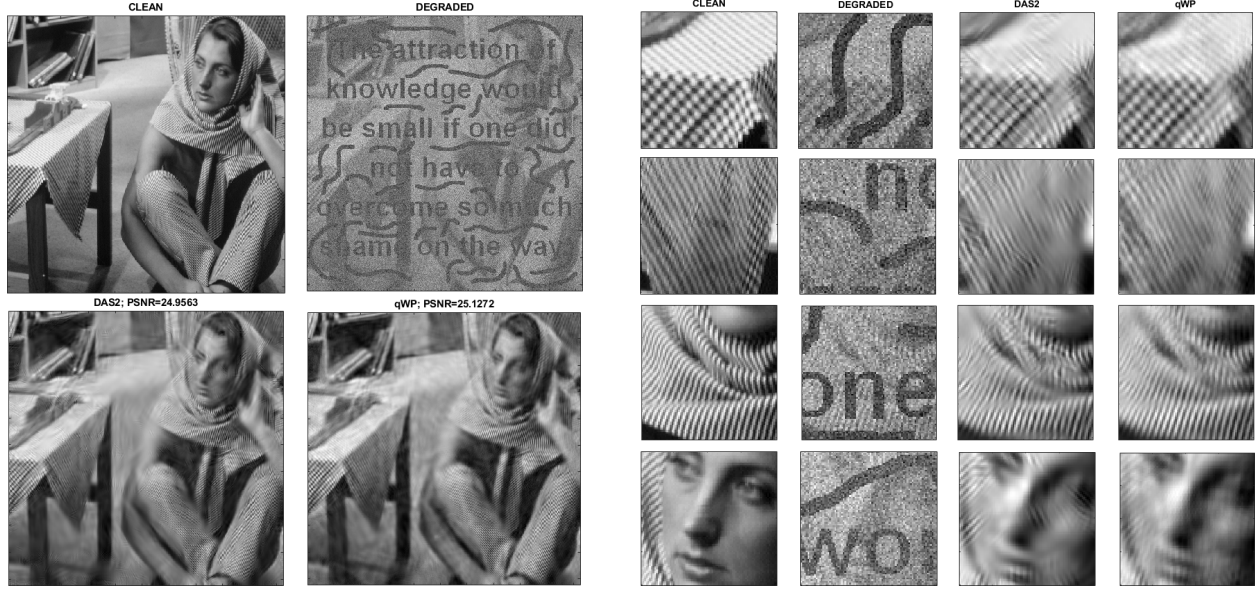 CLEAN
DEGRADED
The attraction of
knowledge would
be small if one did
not have to
overcome so much
shame on the way
DAS2; PSNR=24.9563
qWP; PSNR=25.1272
CLEAN
DEGRADED
DAS2
qWP
no
one
wou